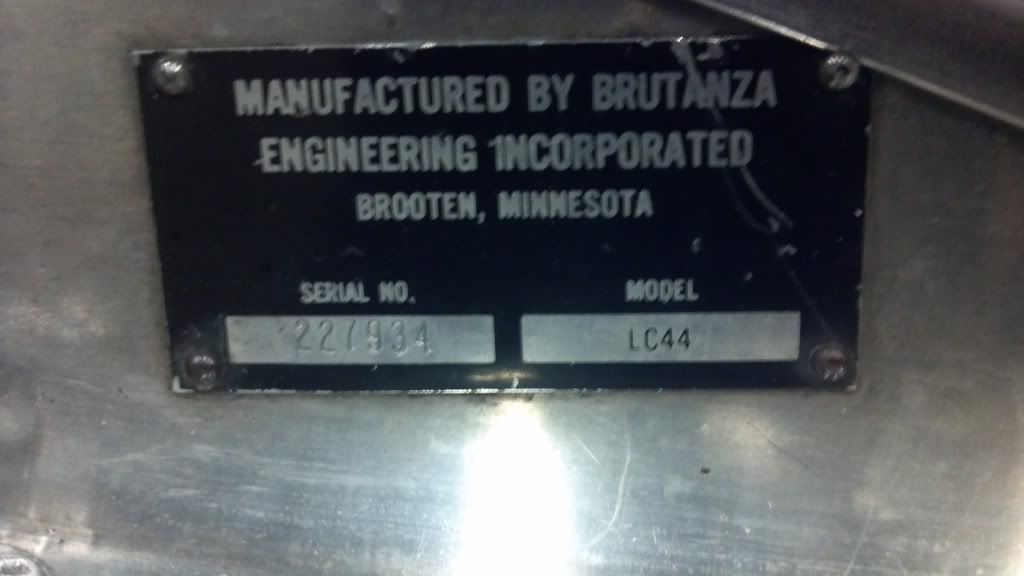 MANUFACTURED BY BRUTANZA
ENGINEERING INCORPORATED
BROOTEN, MINNESOTA
SERIAL NO. MODEL
227934 LC44